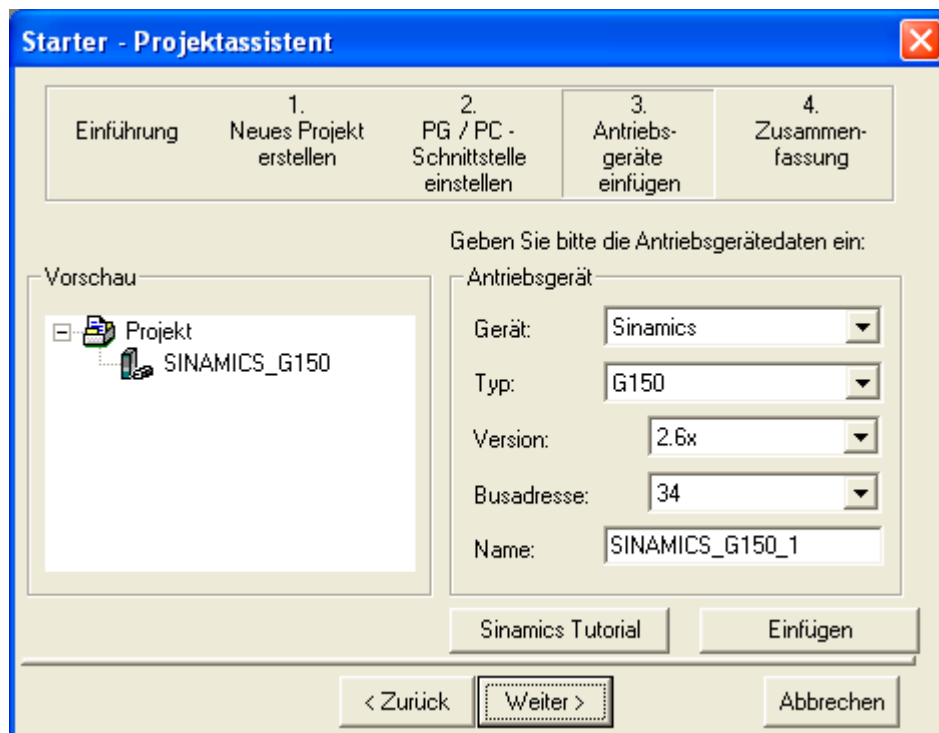 Starter - Projektassistent
Einführung
1.
Neues Projekt
erstellen
2.
PG / PC -
Schnittstelle
einstellen
3.
Antriebs-
geräte
einfügen
4.
Zusammen-
fassung
Geben Sie bitte die Antriebsgerätedaten ein:
Vorschau
Projekt
SINAMICS_G150
Antriebsgerät
Gerät: Sinamics
Typ: G150
Version: 2.6x
Busadresse: 34
Name: SINAMICS_G150_1
Sinamics Tutorial
Einfügen
< Zurück
Weiter >
Abbrechen